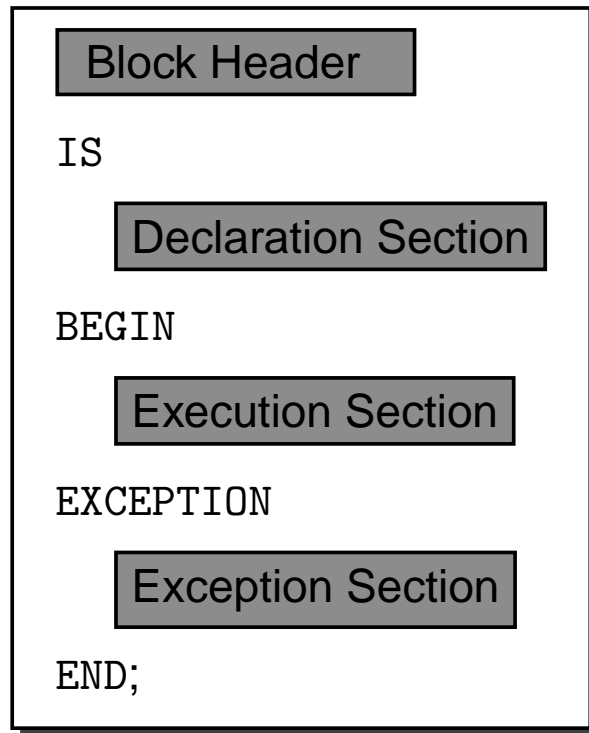 Block Header
IS
Declaration Section
BEGIN
Execution Section
EXCEPTION
Exception Section
END;